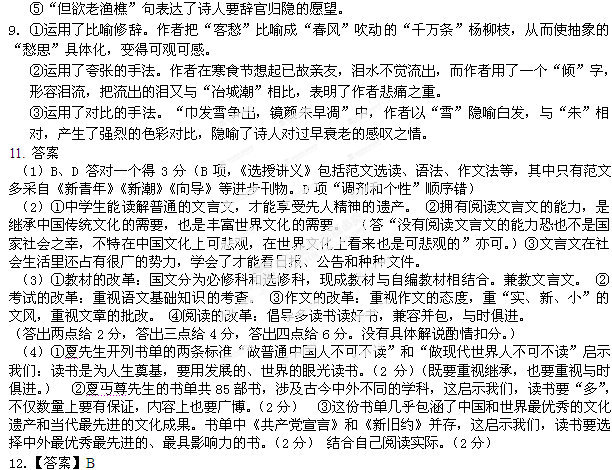 ⑤“但欲老渔樵”句表达了诗人要辞官归隐的愿望。
9. ①运用了比喻修辞。作者把“客愁”比喻成“春风”吹动的“千万条”杨柳枝，从而使抽象的
“愁思”具体化，变得可观可感。
②运用了夸张的手法。作者在寒食节想起已故亲友，泪水不觉流出，而作者用了一个“倾”字，
形容泪流，把流出的泪又与“冶城潮”相比，表明了作者悲痛之重。
③运用了对比的手法。“巾发雪争出，镜颜朱早凋”中，作者以“雪”隐喻白发，与“朱”相
对，产生了强烈的色彩对比，隐喻了诗人对过早衰老的感叹之情。
11. 答案
（1）B、D 答对一个得 3 分（B 项，《选授讲义》包括范文选读、语法、作文法等，其中只有范文
多采自《新青年》《新潮》《向导》等进步刊物。D 项“调剂和个性”顺序错）
（2）①中学生能读解普通的文言文，才能享受先人精神的遗产。 ②拥有阅读文言文的能力，是
继承中国传统文化的需要，也是丰富世界文化的需要。 （答“没有阅读文言文的能力恐也不是国
家社会之幸，不特在中国文化上可悲观，在世界文化上看来也是可悲观的”亦可。）③文言文在社
会生活里还占有很广的势力，学会了才能看日报、公告和种种文件。
（3）①教材的改革：国文分为必修科和选修科，现成教材与自编教材相结合。兼教文言文。 ②
考试的改革：重视语文基础知识的考查。 ③作文的改革：重视作文的态度，重“实、新、小”的
文风，重视文章的批改。 ④阅读的改革：倡导多读书读好书，兼容并包，与时俱进。
（答出两点给 2 分，答出三点给 4 分，答出四点给 6 分。没有具体解说酌情扣分。）
（4）①夏先生开列书单的两条标准“做普通中国人不可不读”和“做现代世界人不可不读”启示
我们：读书是为人生奠基，要用发展的、世界的眼光读书。（2 分）（既要重视继承，也要重视与时
俱进。） ②夏丏尊先生的书单共 85 部书，涉及古今中外不同的学科，这启示我们，读书要“多”，
不仅数量上要有保证，内容上也要广博。（2 分） ③这份书单几乎包涵了中国和世界最优秀的文化
遗产和当代最先进的文化成果。书单中《共产党宣言》和《新旧约》并存，这启示我们，读书要选
择中外最优秀最先进的、最具影响力的书。（2 分） 结合自己阅读实际。（2 分）
12.【答案】B